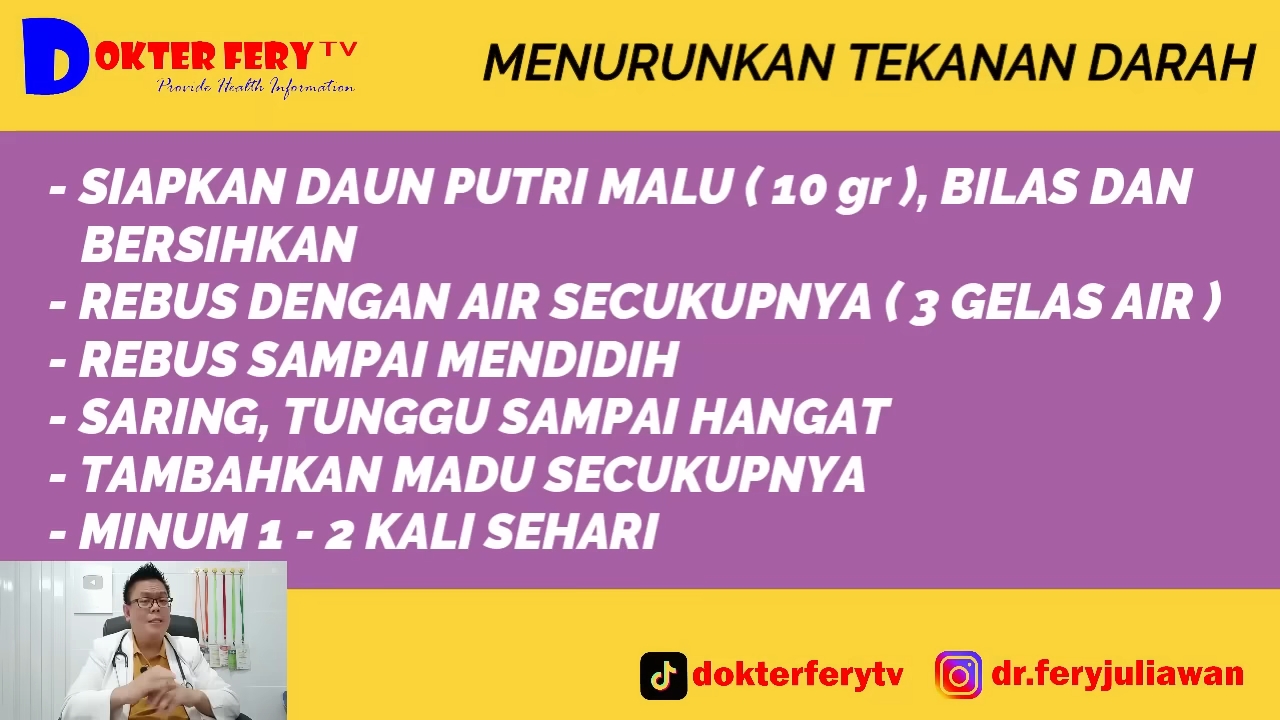 DOKTER FERY TV
Provide Health Information
MENURUNKAN TEKANAN DARAH
- SIAPKAN DAUN PUTRI MALU ( 10 gr ), BILAS DAN
BERSIHKAN
- REBUS DENGAN AIR SECUKUPNYA ( 3 GELAS AIR )
- REBUS SAMPAI MENDIDIH
- SARING, TUNGGU SAMPAI HANGAT
- TAMBAHKAN MADU SECUKUPNYA
- MINUM 1 - 2 KALI SEHARI
dokterferytv
dr.feryjuliawan